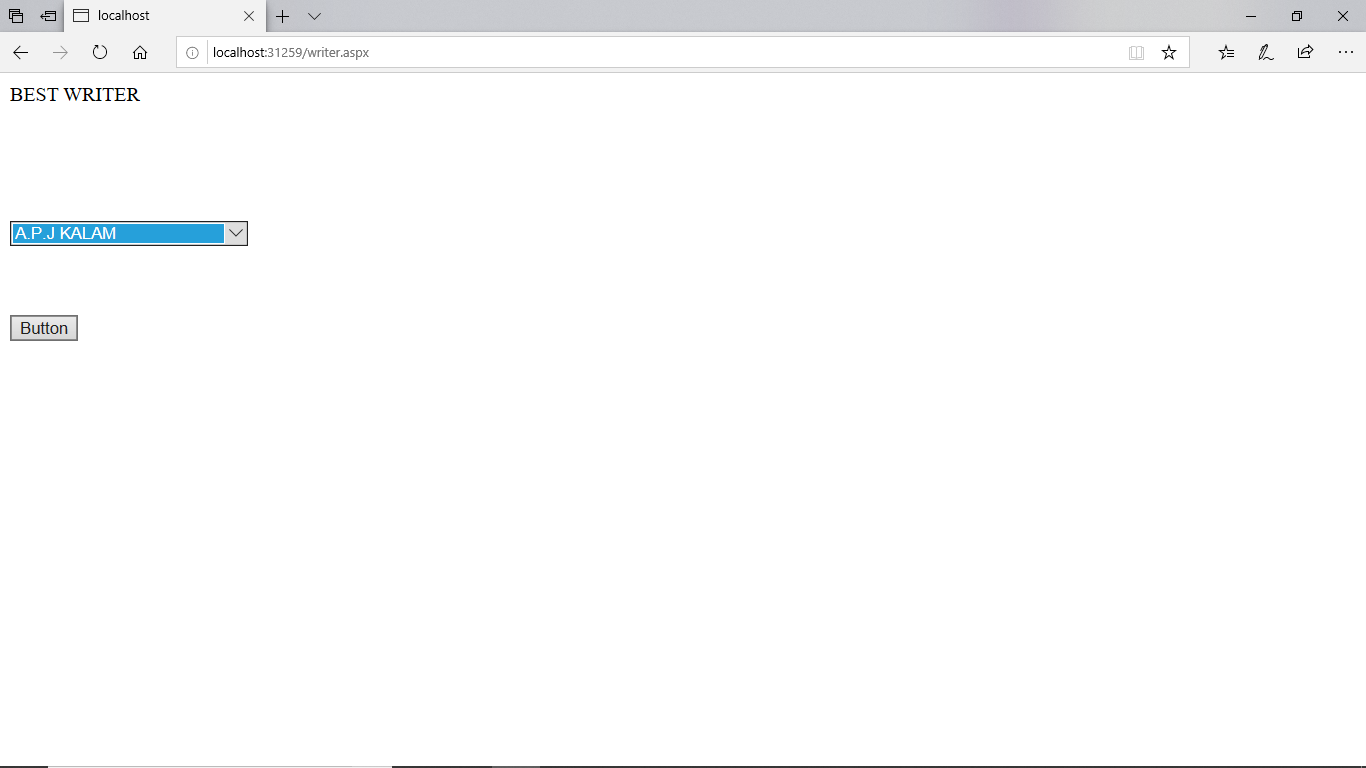 localhost
localhost:31259/writer.aspx
BEST WRITER
A.P.J KALAM
Button